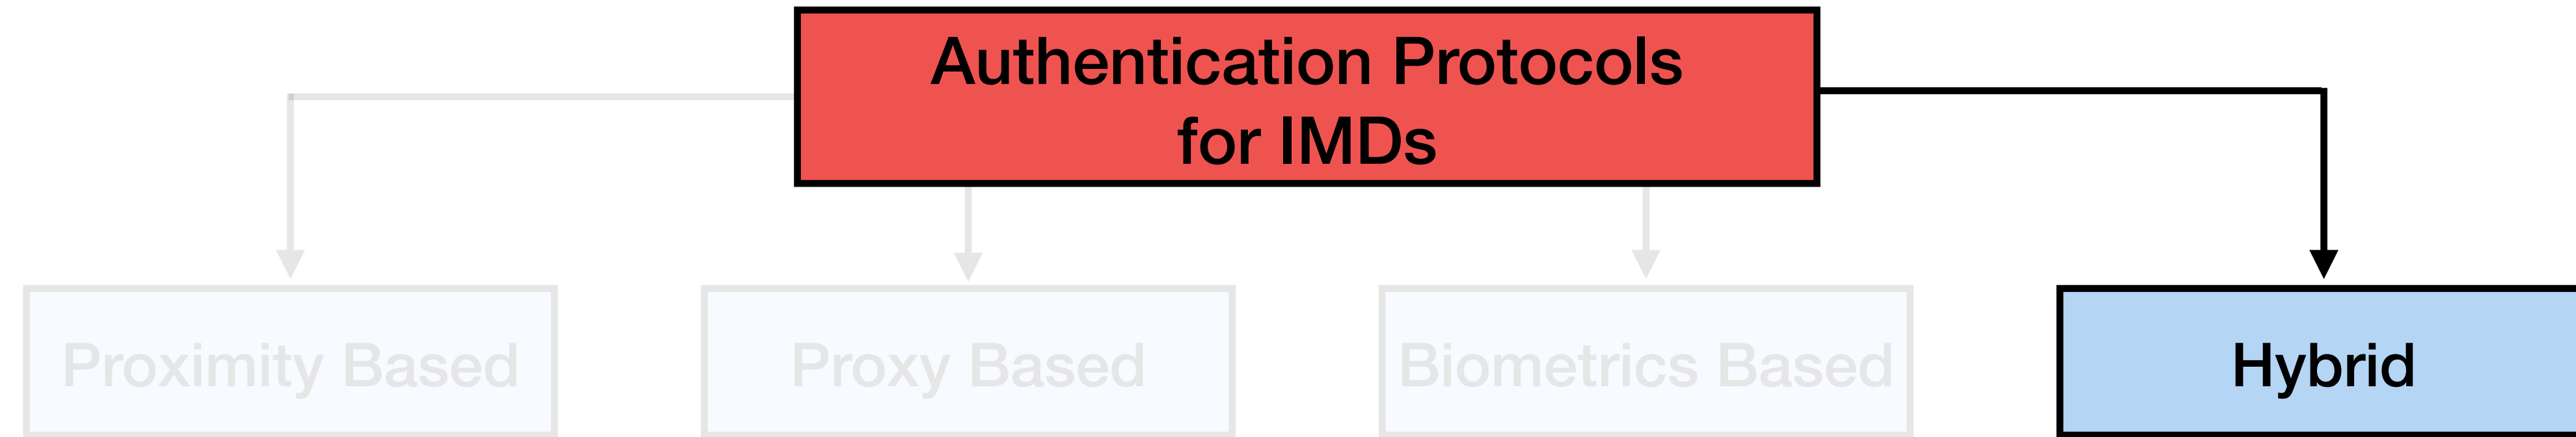 Authentication Protocols
for IMDs
Proximity Based
Proxy Based
Biometrics Based
Hybrid